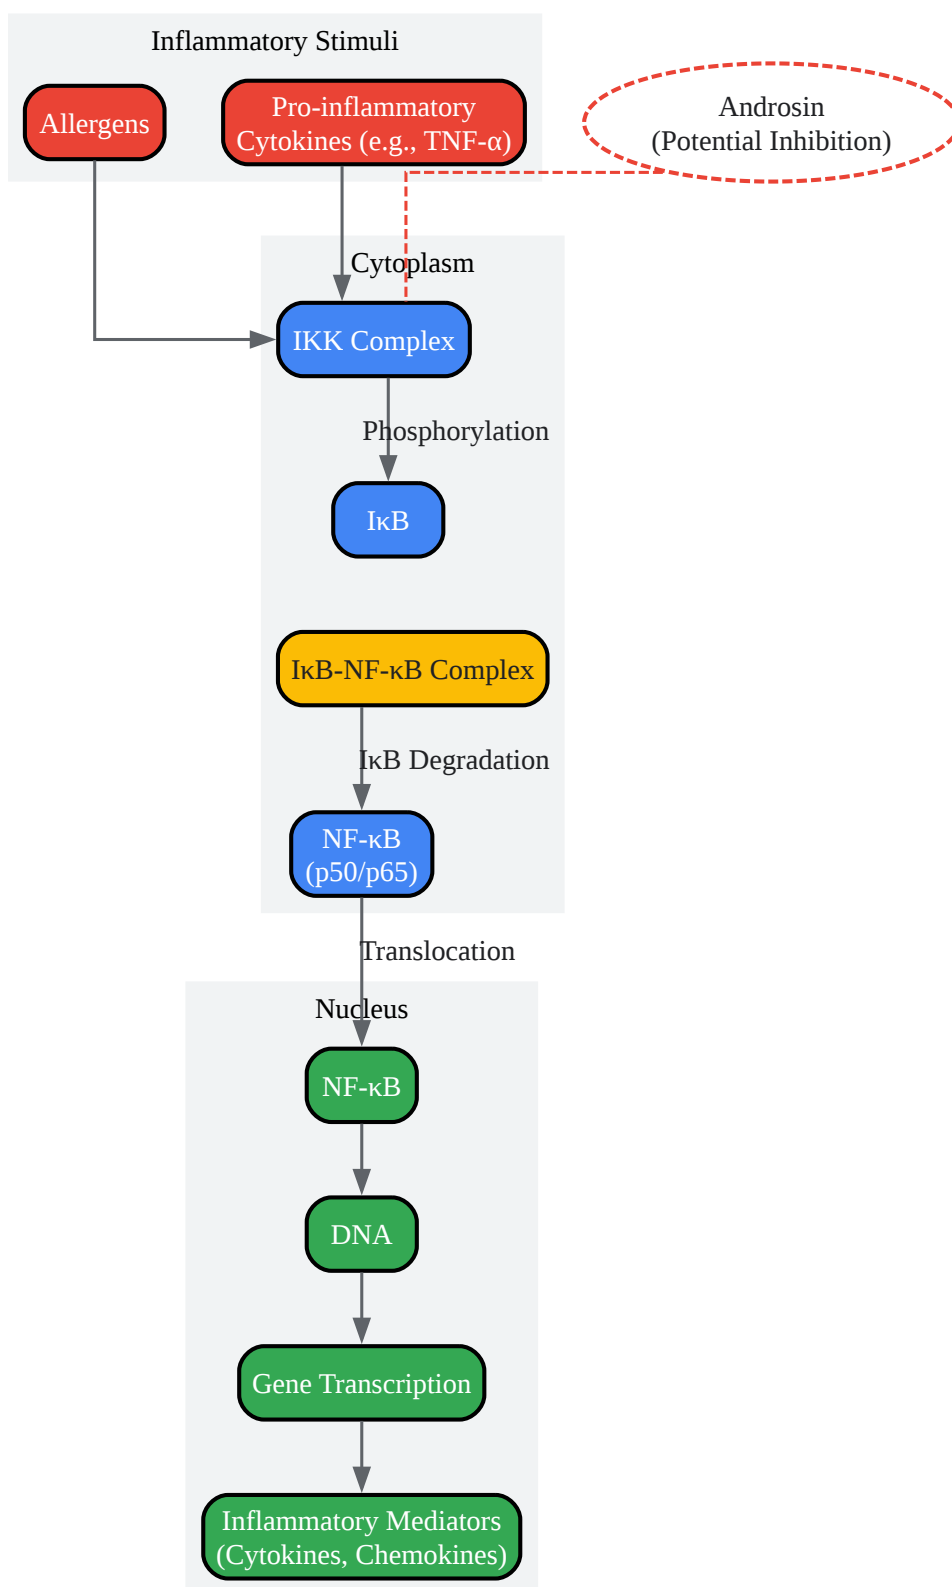 Inflammatory Stimuli
Allergens
Pro-inflammatory
Cytokines (e.g., TNF-α)
Androsin
(Potential Inhibition)
Cytoplasm
IKK Complex
Phosphorylation
IκB
IκB-NF-κB Complex
IκB Degradation
NF-κB
(p50/p65)
Translocation
Nucleus
NF-κB
DNA
Gene Transcription
Inflammatory Mediators
(Cytokines, Chemokines)